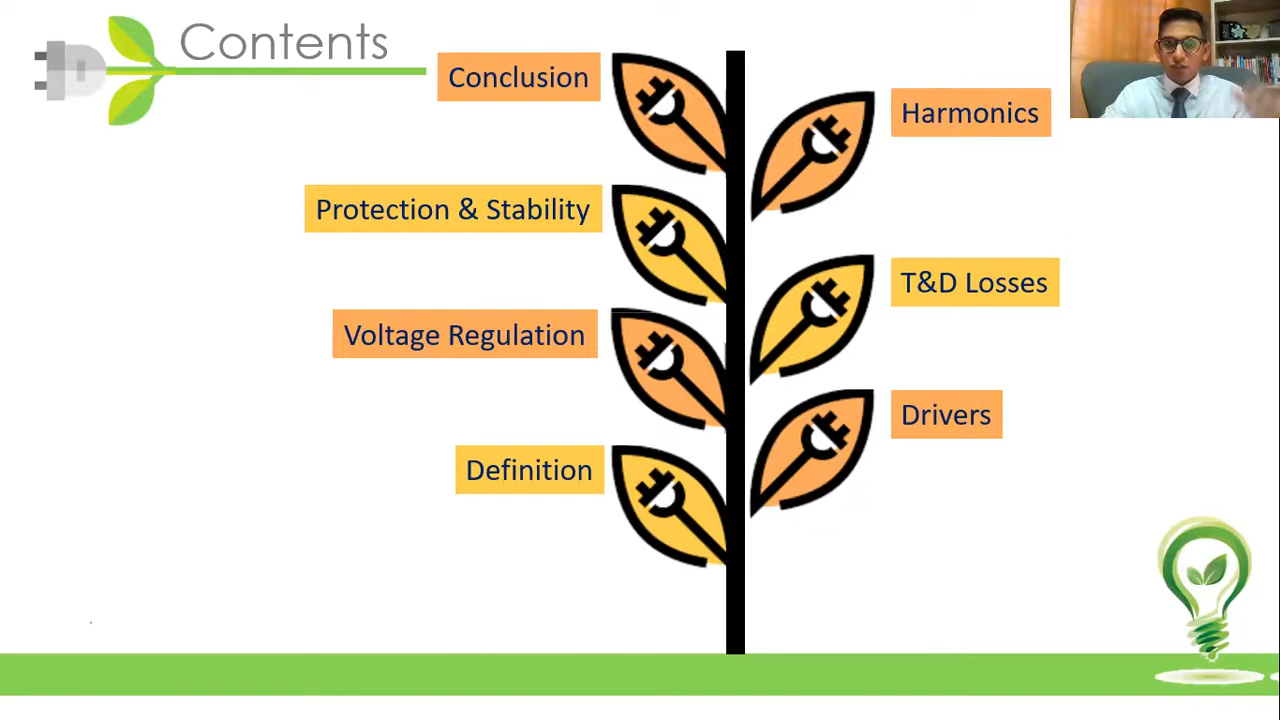 Contents
Conclusion
Harmonics
Protection & Stability
T&D Losses
Voltage Regulation
Drivers
Definition